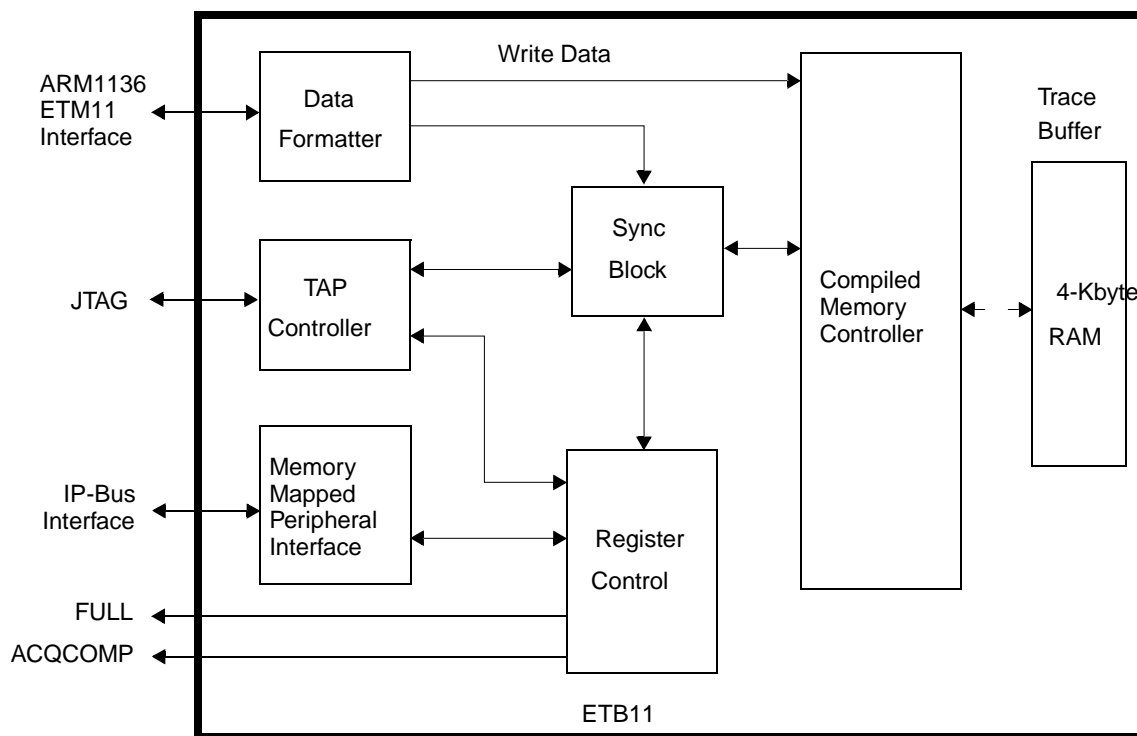 Write Data
ARM1136
ETM11
Interface
Data
Formatter
Trace
Buffer
Sync
Block
JTAG
TAP
Controller
Compiled
Memory
Controller
4-Kbyte
RAM
IP-Bus
Interface
Memory
Mapped
Peripheral
Interface
Register
Control
FULL
ACQCOMP
ETB11